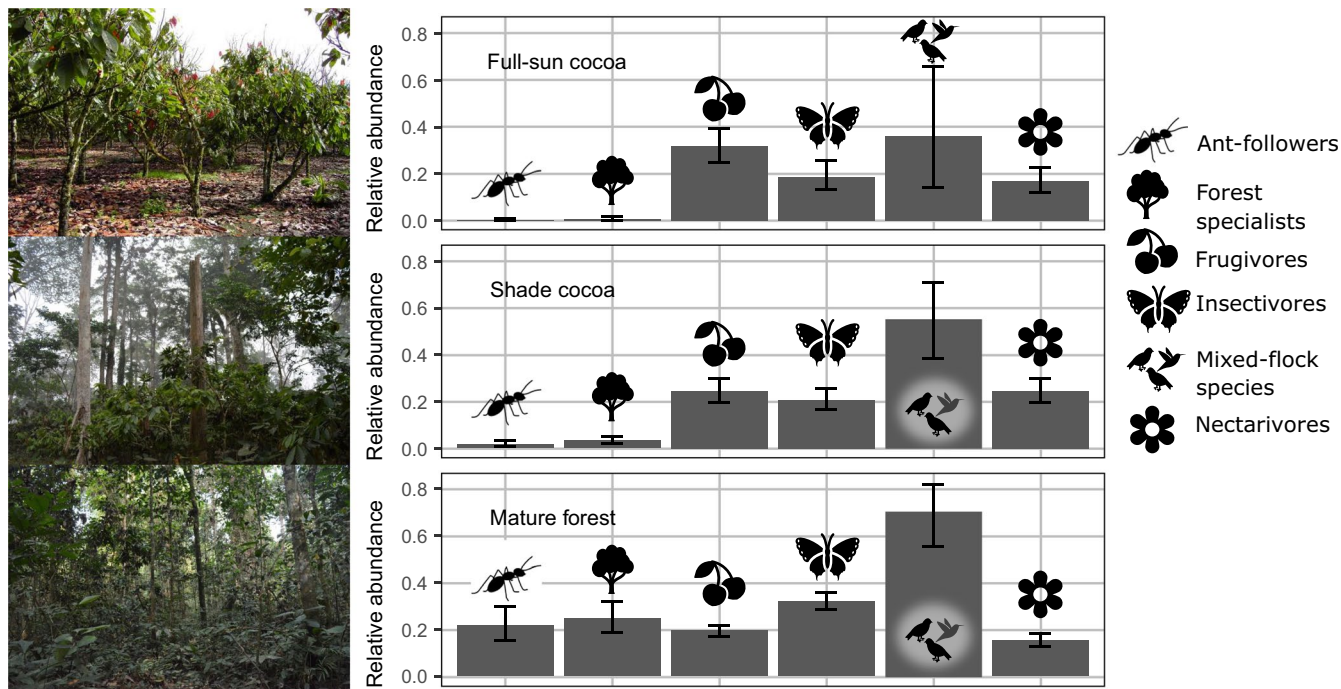 Relative abundance
0.8
0.6
0.4
0.2
0.0
Full-sun cocoa
Relative abundance
0.8
0.6
0.4
0.2
0.0
Shade cocoa
Relative abundance
0.8
0.6
0.4
0.2
0.0
Mature forest
Ant-followers
Forest
specialists
Frugivores
Insectivores
Mixed-flock
species
Nectarivores